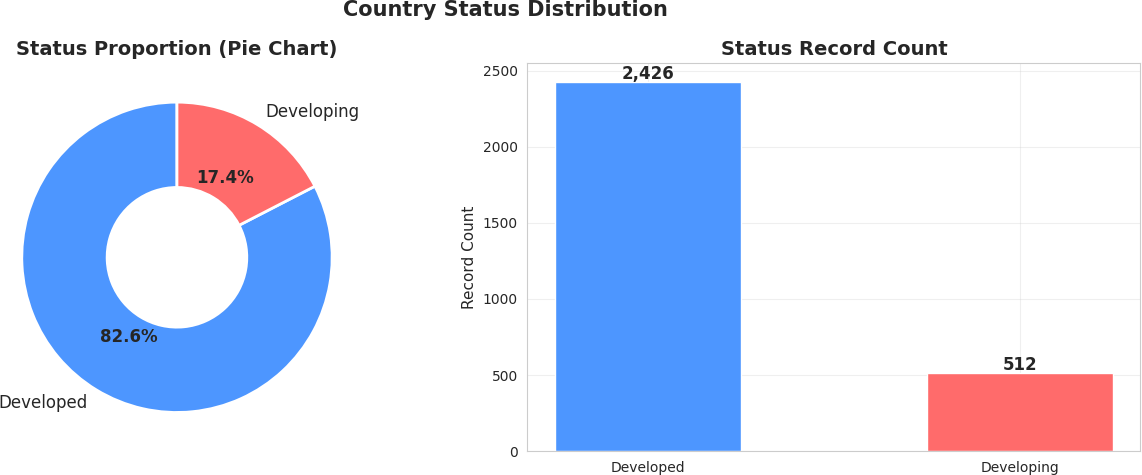 Country Status Distribution
Status Proportion (Pie Chart)
Developing
17.4%
82.6%
Developed
Status Record Count
Record Count
2500
2000
1500
1000
500
0
2,426
512
Developed
Developing